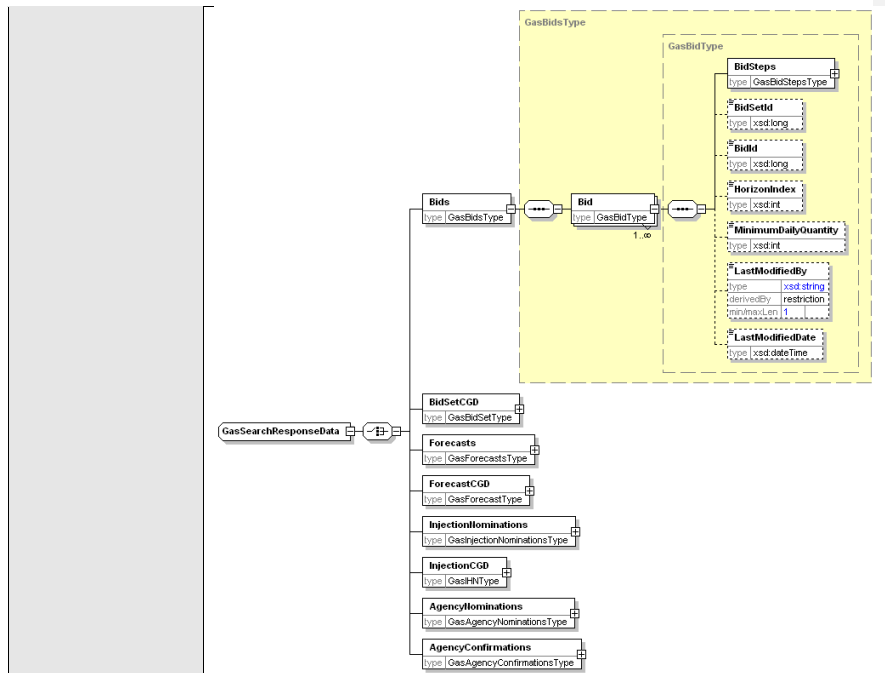 GasBidsType
GasBidType
BidSteps
type GasBidStepsType
BidSetId
type xsd:long
BidId
type xsd:long
HorizonIndex
type xsd:int
Bids
type GasBidsType
Bid
type GasBidType
1..∞
MinimumDailyQuantity
type xsd:int
LastModifiedBy
type xsd:string
derivedBy restriction
min/maxLen 1
LastModifiedDate
type xsd:dateTime
GasSearchResponseData
BidSetCGD
type GasBidSetType
Forecasts
type GasForecastsType
ForecastCGD
type GasForecastType
InjectionNominations
type GasInjectionNominationsType
InjectionCGD
type GasIHNType
AgencyNominations
type GasAgencyNominationsType
AgencyConfirmations
type GasAgencyConfirmationsType